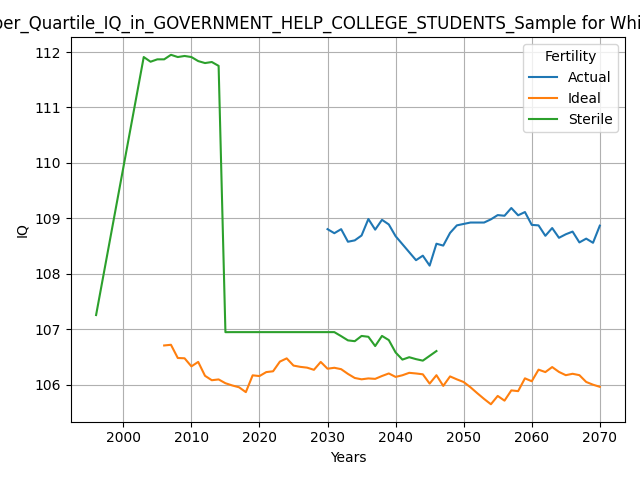 per_Quartile_IQ_in_GOVERNMENT_HELP_COLLEGE_STUDENTS_Sample for Whi
112
111
110
109
108
107
106
IQ
Fertility
Actual
Ideal
Sterile
2000 2010 2020 2030 2040 2050 2060 2070
Years